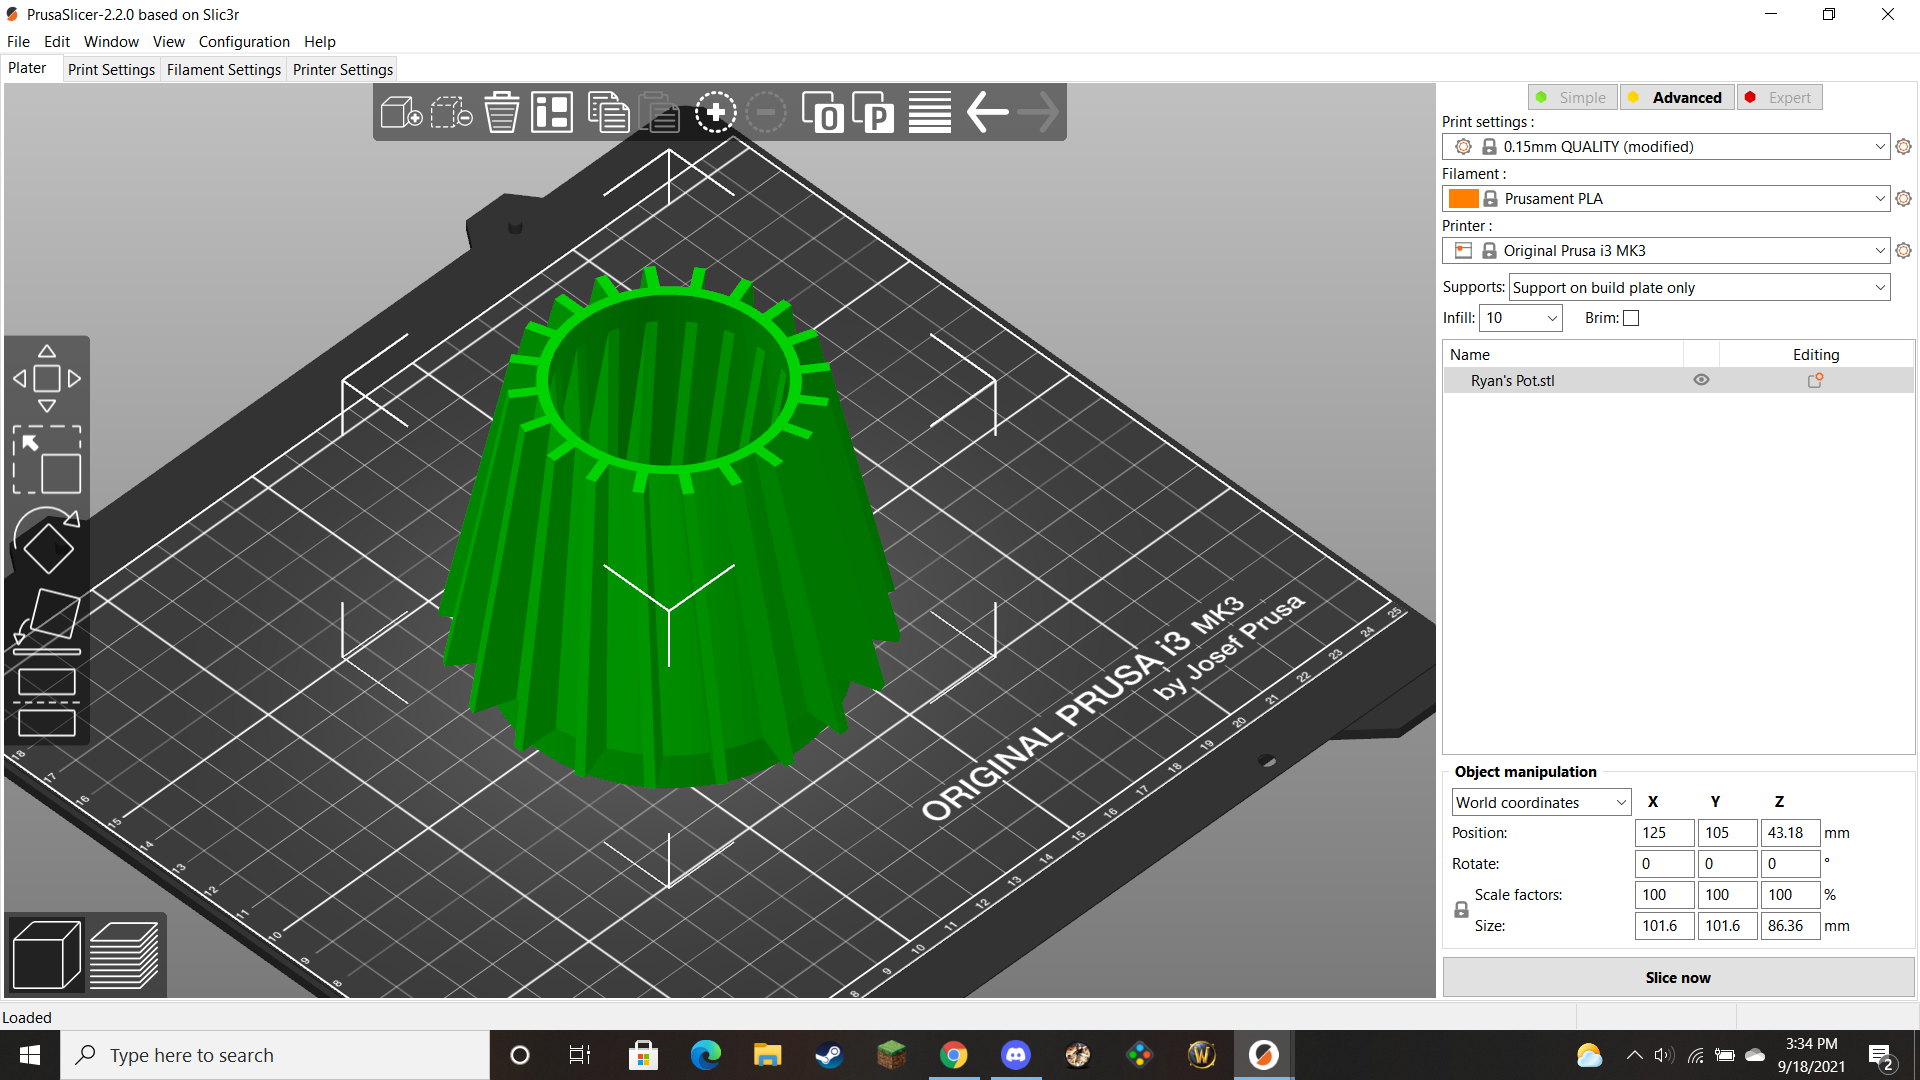 PrusaSlicer-2.2.0 based on Slic3r
File Edit Window View Configuration Help
Plater Print Settings Filament Settings Printer Settings
O P
Simple Advanced Expert
Print settings :
0.15mm QUALITY (modified)
Filament :
Prusament PLA
Printer :
Original Prusa i3 MK3
Supports: Support on build plate only
Infill: 10 Brim:
Name Editing
Ryan's Pot.stl
ORIGINAL PRUSA i3 MK3
by Josef Prusa
25
24
23
22
21
20
19
18
17
16
15
14
13
12
11
10
9
8
18
17
16
15
14
13
12
11
10
9
8
Object manipulation
World coordinates X Y Z
Position: 125 105 43.18 mm
Rotate: 0 0 0 °
Scale factors: 100 100 100 %
Size: 101.6 101.6 86.36 mm
Slice now
Loaded
Type here to search
W
3:34 PM
9/18/2021
2